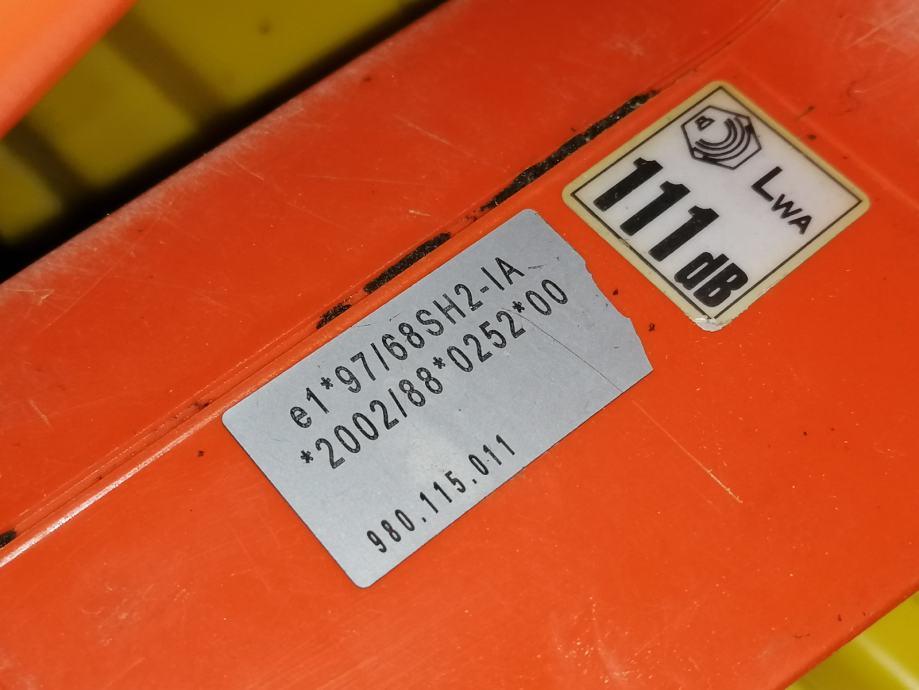 LWA
111 dB
e1*97/68SH2-IA
*2002/88*0252*00
980.115.011